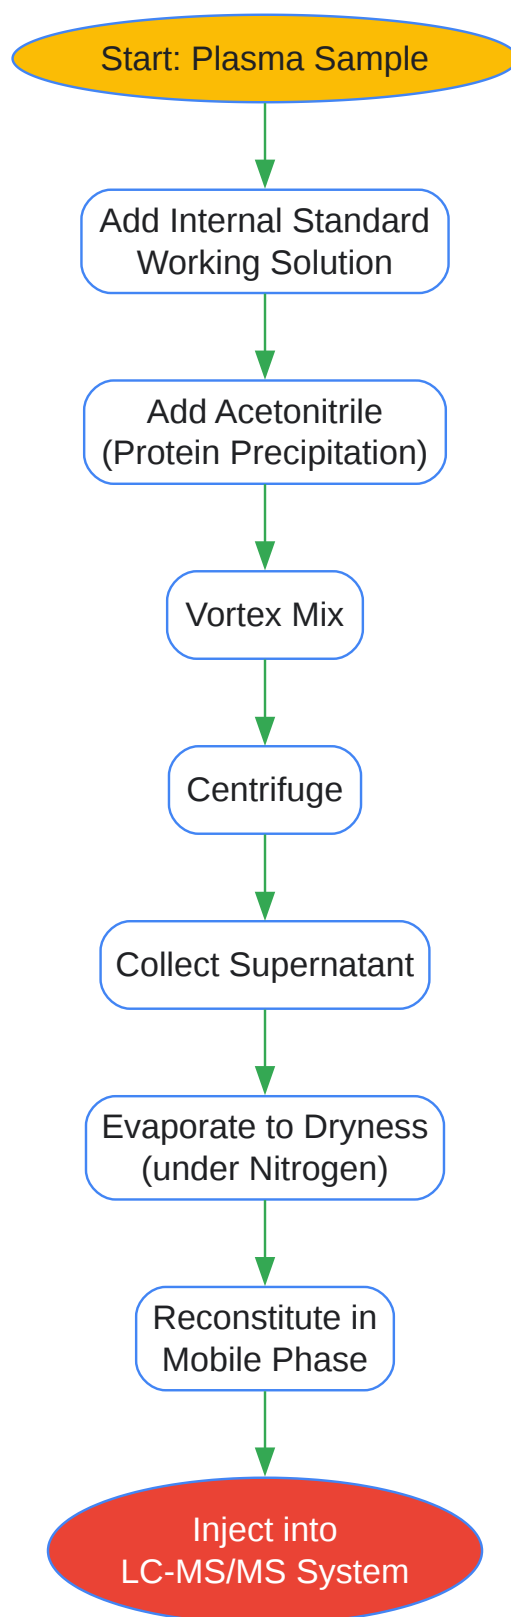 Start: Plasma Sample
Add Internal Standard
Working Solution
Add Acetonitrile
(Protein Precipitation)
Vortex Mix
Centrifuge
Collect Supernatant
Evaporate to Dryness
(under Nitrogen)
Reconstitute in
Mobile Phase
Inject into
LC-MS/MS System